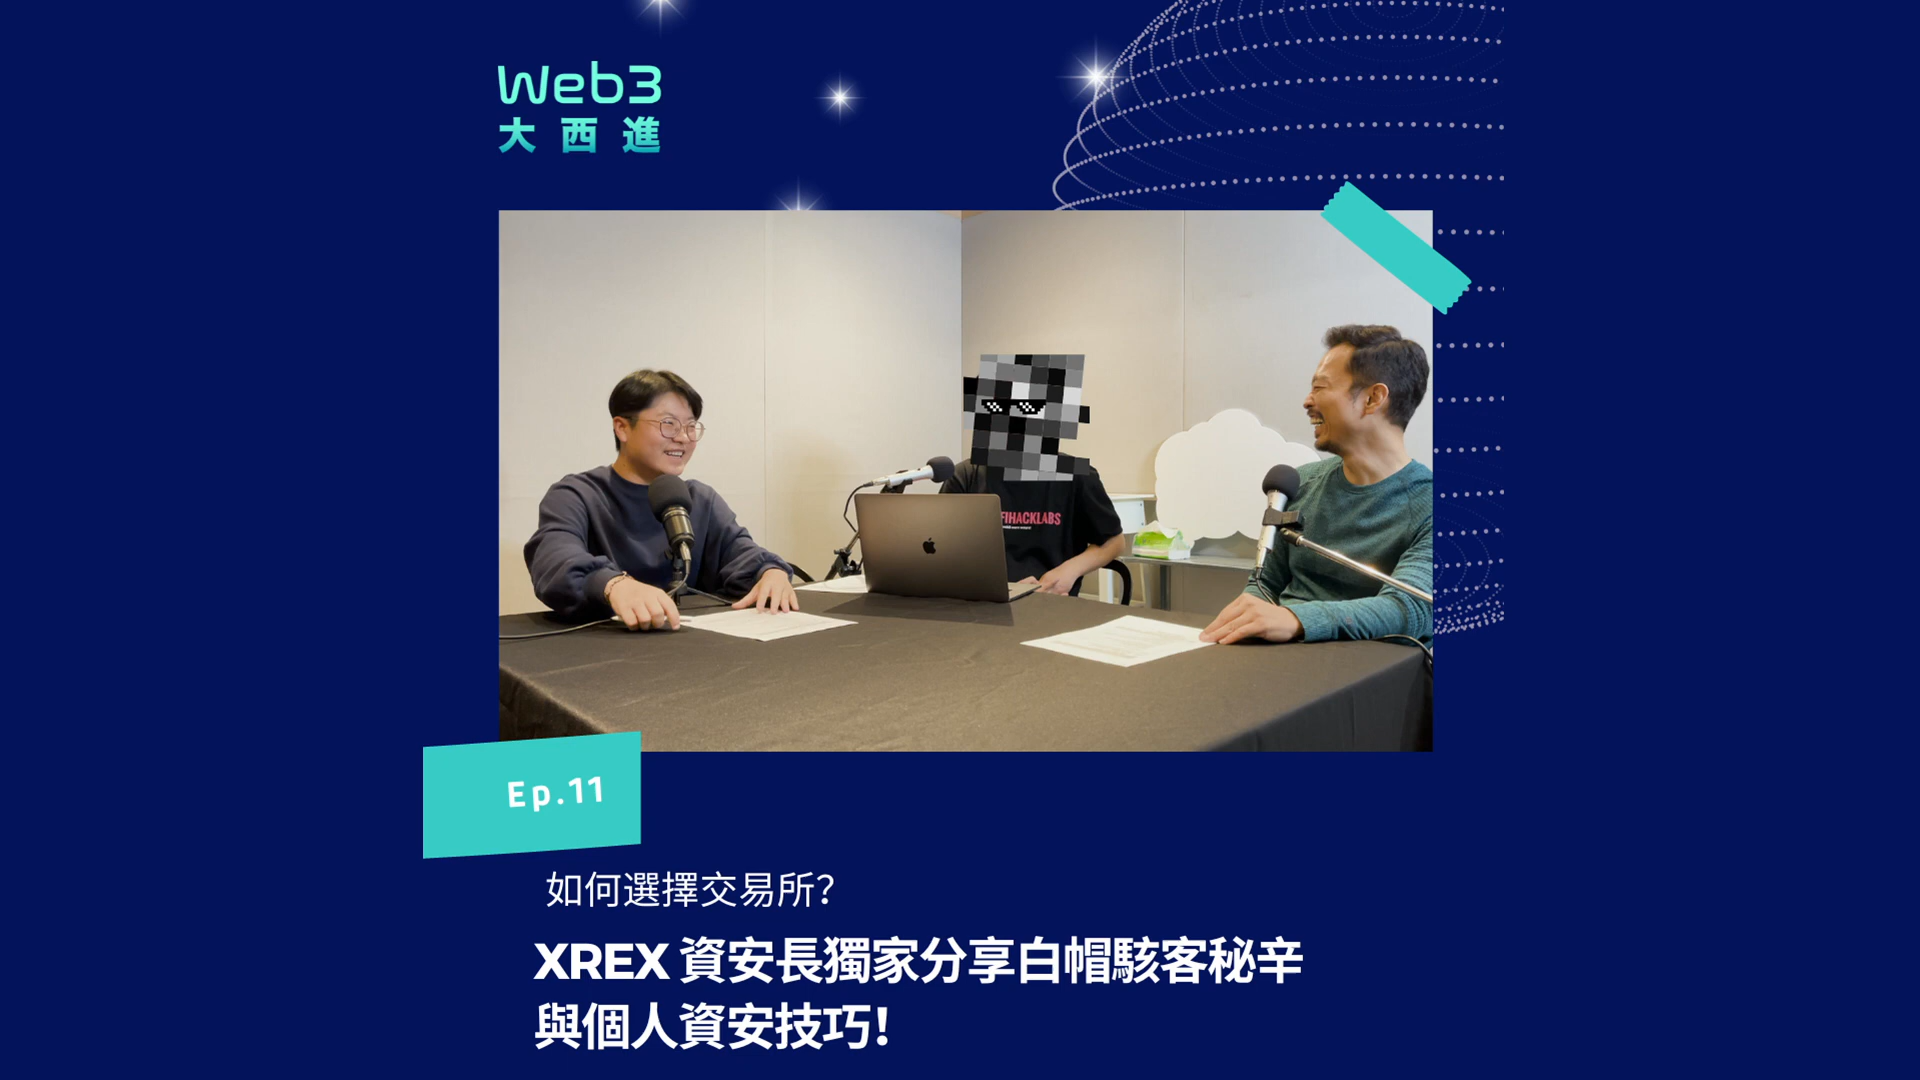 Web3
大西進
FIHACKLABS
Ep.11
如何選擇交易所？
XREX 資安長獨家分享白帽駭客秘辛
與個人資安技巧！